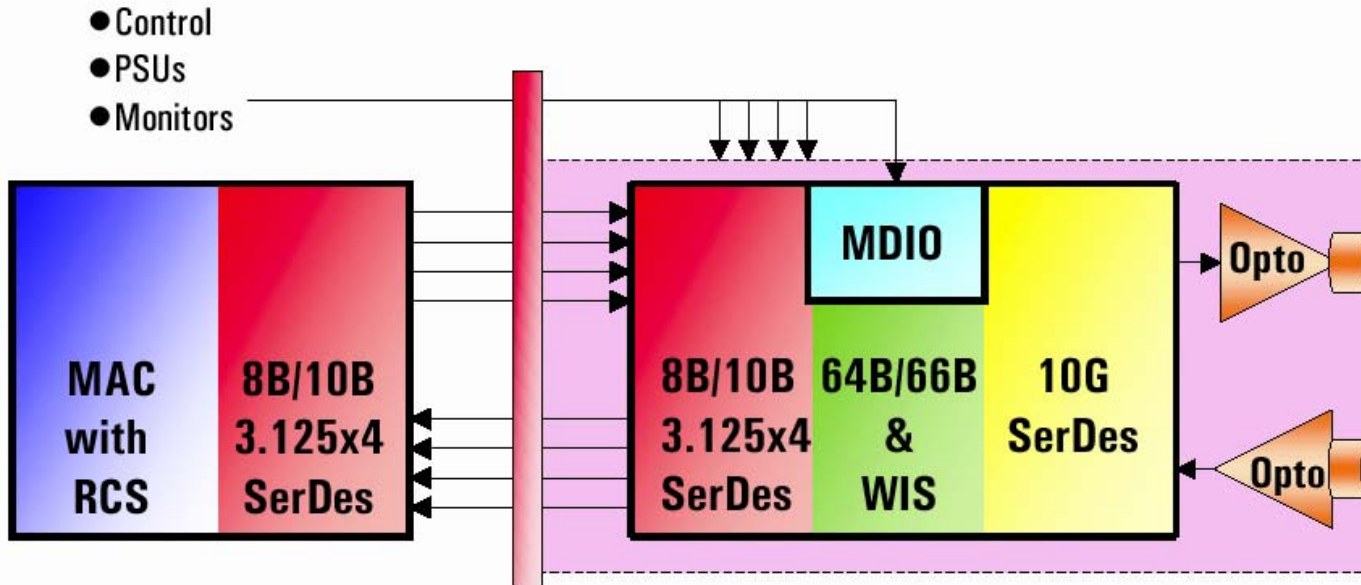 ●Control
●PSUs
●Monitors
MAC
with
RCS
8B/10B
3.125x4
SerDes
8B/10B
3.125x4
SerDes
MDIO
64B/66B
&
WIS
10G
SerDes
Opto
Opto